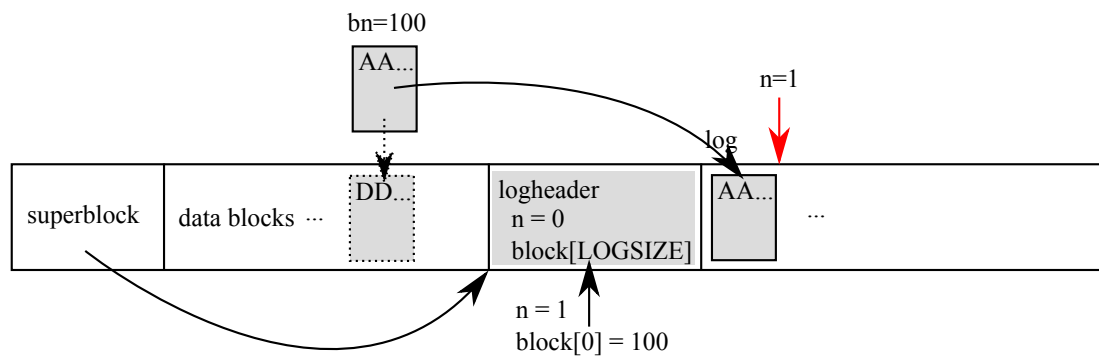 bn=100
AA...
n=1
log
superblock
data blocks ...
DD...
logheader
n = 0
block[LOGSIZE]
AA...
...
n = 1
block[0] = 100